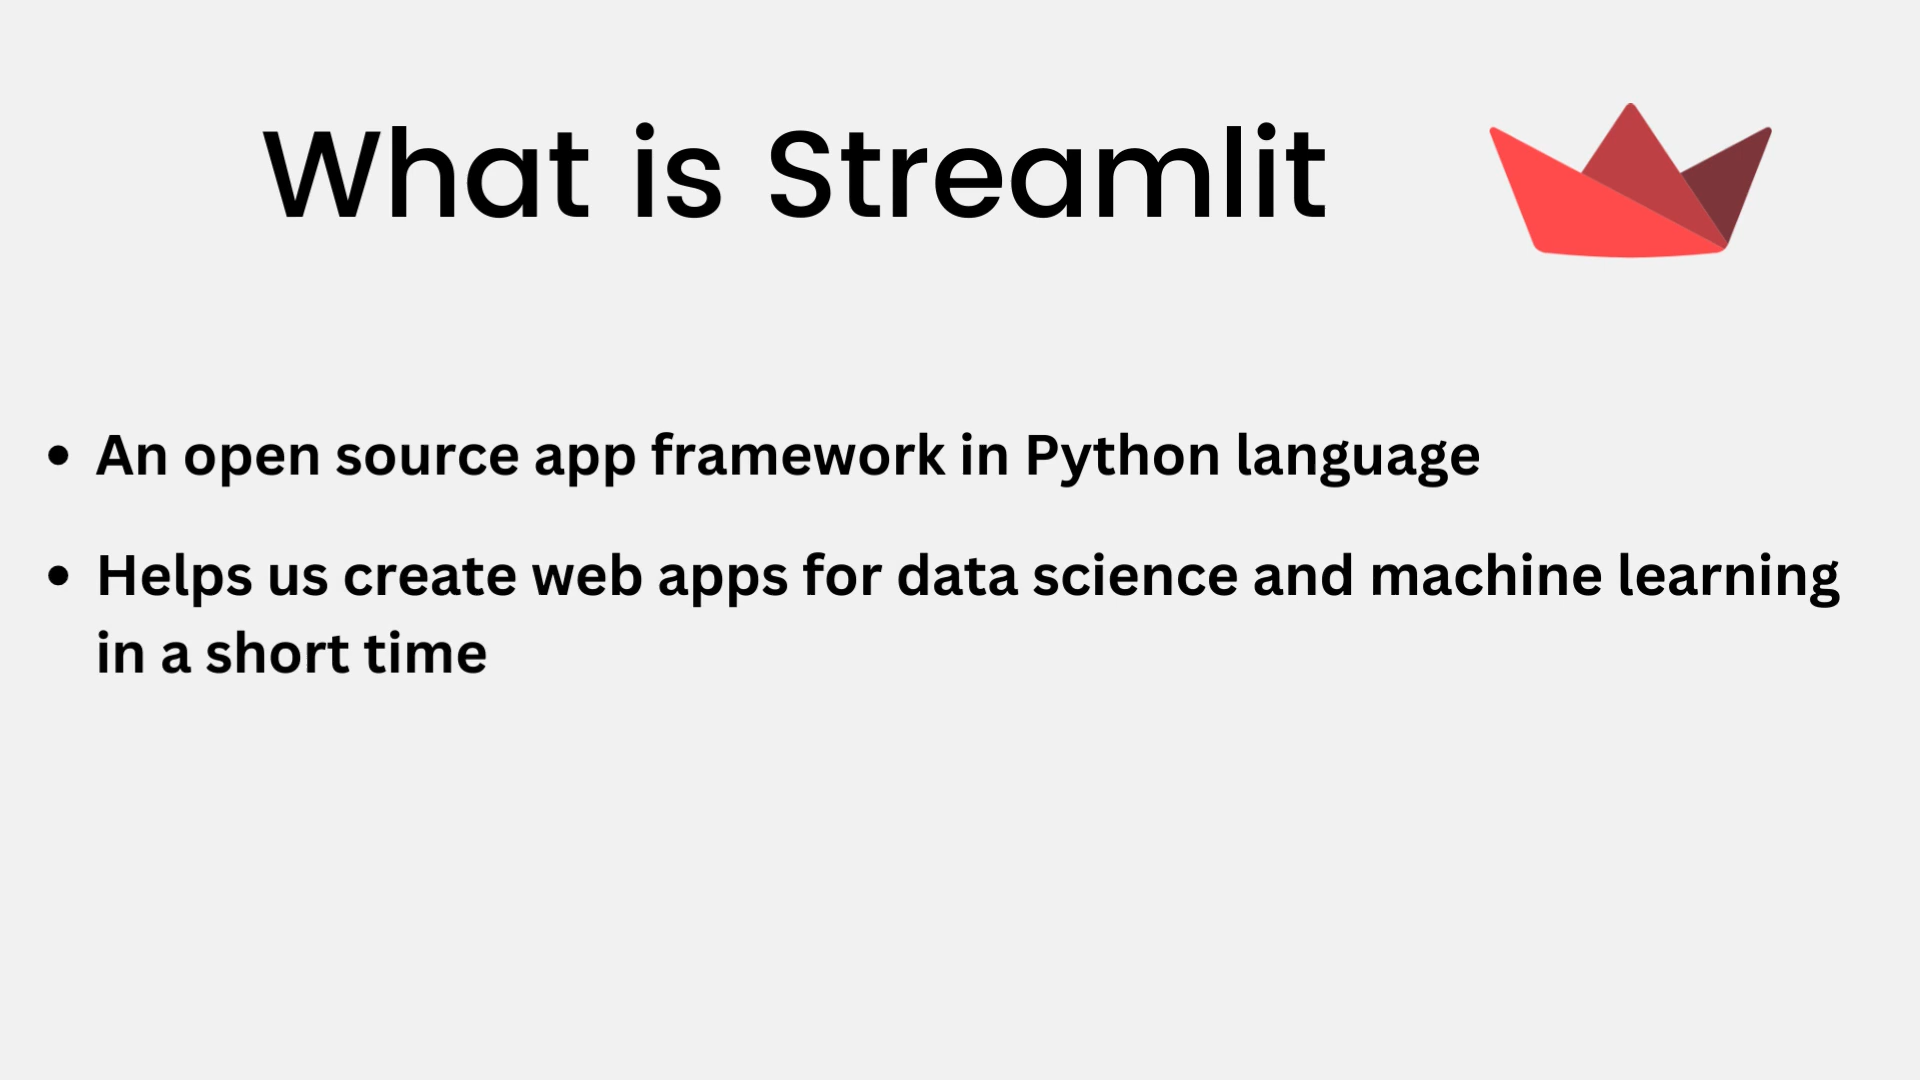 What is Streamlit
• An open source app framework in Python language
• Helps us create web apps for data science and machine learning
in a short time